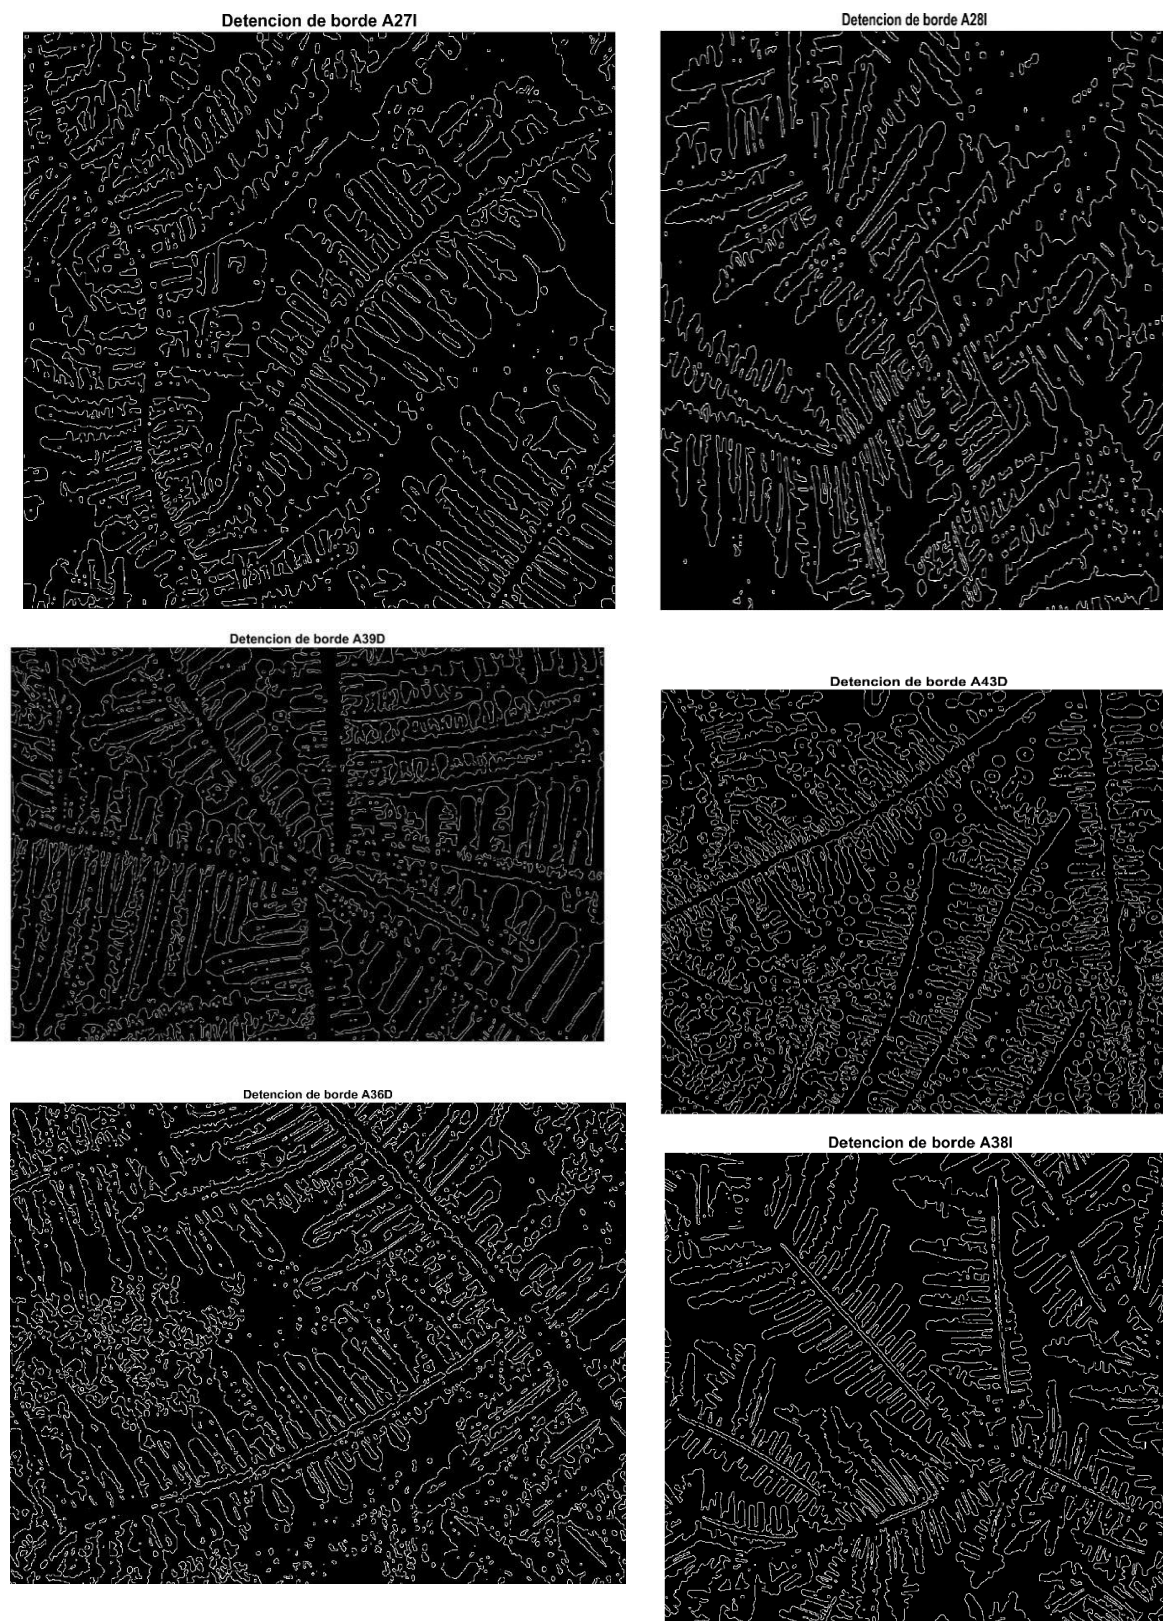 Detencion de borde A27I
Detencion de borde A28I
Detencion de borde A39D
Detencion de borde A43D
Detencion de borde A36D
Detencion de borde A38I